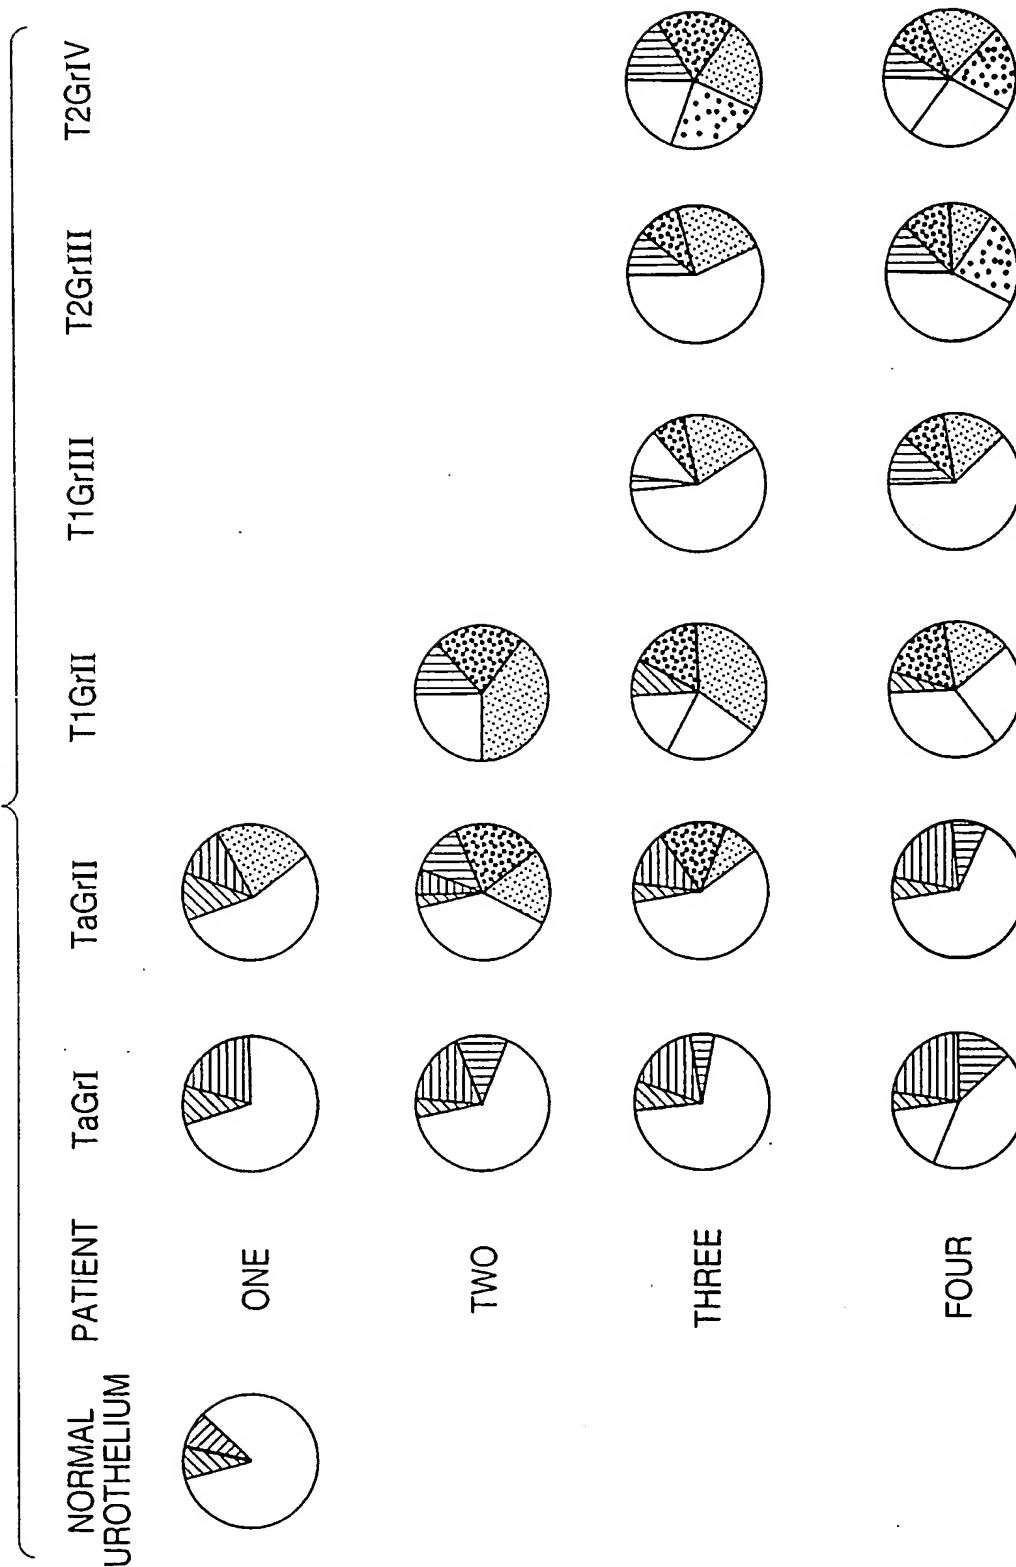 NORMAL
UROTHELIUM
PATIENT
TaGrI
TaGrII
T1GrII
T1GrIII
T2GrIII
T2GrIV
ONE
TWO
THREE
FOUR